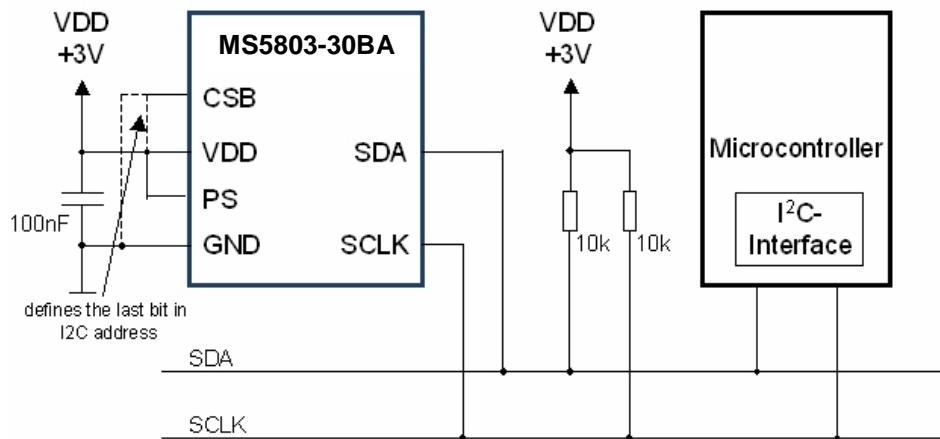 VDD
+3V
MS5803-30BA
CSB
VDD
PS
GND
SDA
SCLK
100nF
defines the last bit in
I2C address
VDD
+3V
10k
10k
Microcontroller
I²C-
Interface
SDA
SCLK